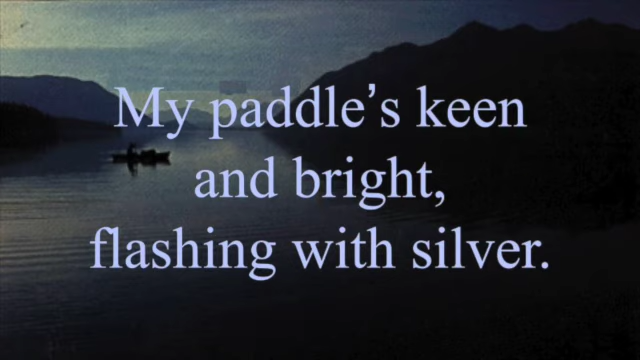 My paddle’s keen
and bright,
flashing with silver.